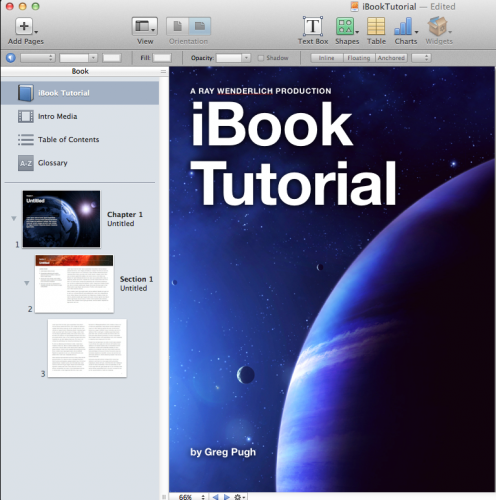 iBookTutorial — Edited
Add Pages
View
Orientation
T
Text Box
Shapes
Table
Charts
Widgets
Fill:
Opacity:
Shadow
Inline
Floating
Anchored
Book
iBook Tutorial
Intro Media
Table of Contents
A-Z
Glossary
Untitled
Chapter 1
Untitled
1
Section 1
Untitled
2
3
A RAY WENDERLICH PRODUCTION
iBook
Tutorial
by Greg Pugh
66%